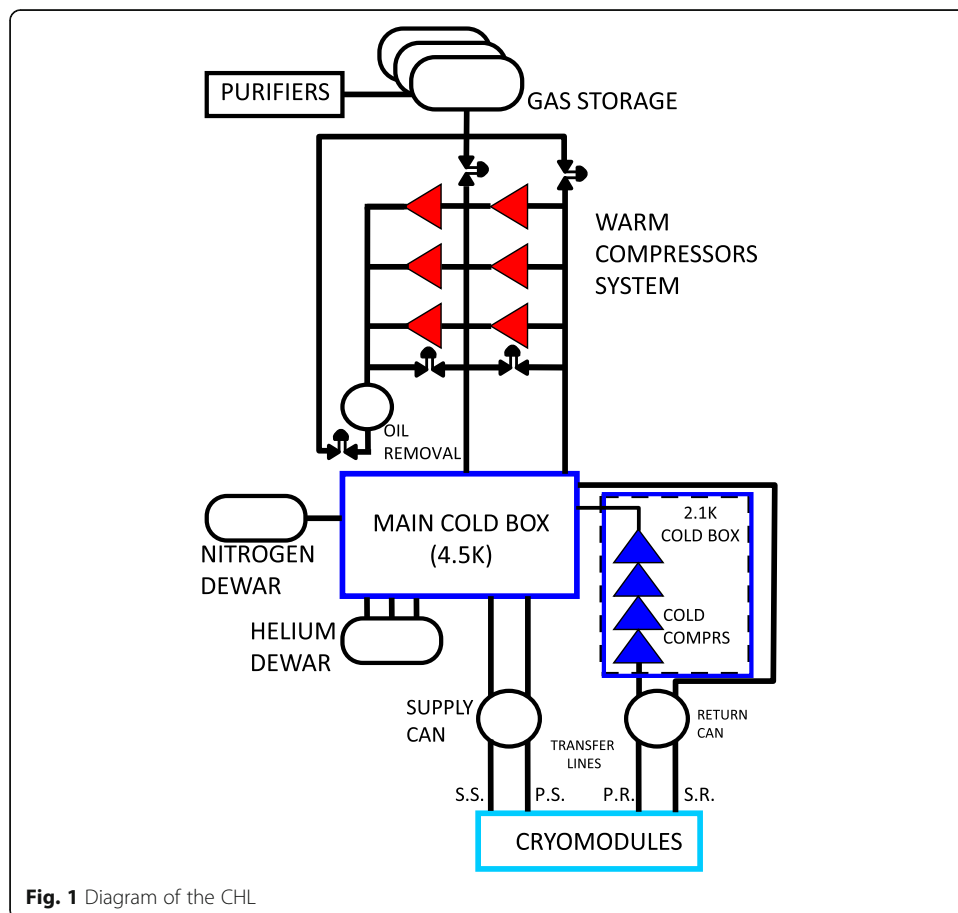 PURIFIERS
GAS STORAGE
WARM
COMPRESSORS
SYSTEM
OIL
REMOVAL
MAIN COLD BOX
(4.5K)
2.1K
COLD BOX
COLD
COMPRS
NITROGEN
DEWAR
HELIUM
DEWAR
SUPPLY
CAN
RETURN
CAN
TRANSFER
LINES
S.S.
P.S.
P.R.
S.R.
CRYOMODULES
Fig. 1 Diagram of the CHL